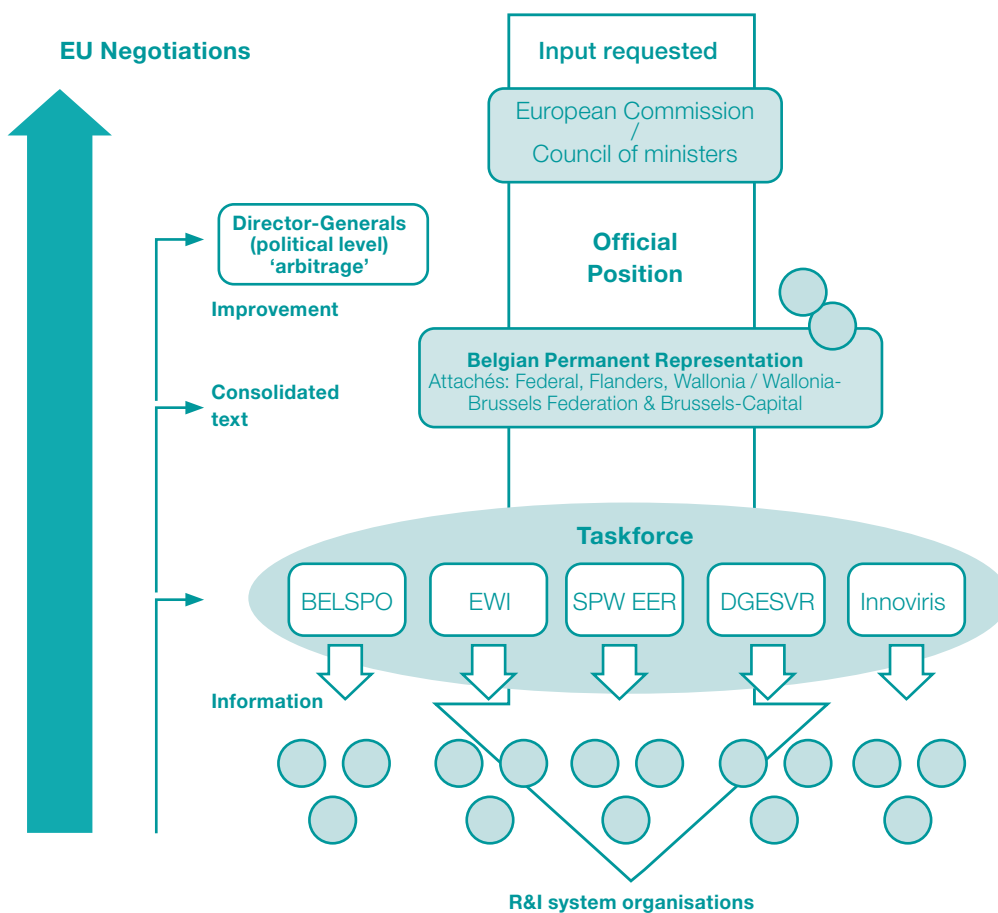 EU Negotiations
Input requested
European Commission
/
Council of ministers
Director-Generals
(political level)
‘arbitrage’
Official
Position
Improvement
Belgian Permanent Representation
Attachés: Federal, Flanders, Wallonia / Wallonia-
Brussels Federation & Brussels-Capital
Consolidated
text
Taskforce
BELSPO
EWI
SPW EER
DGESVR
Innoviris
Information
R&I system organisations